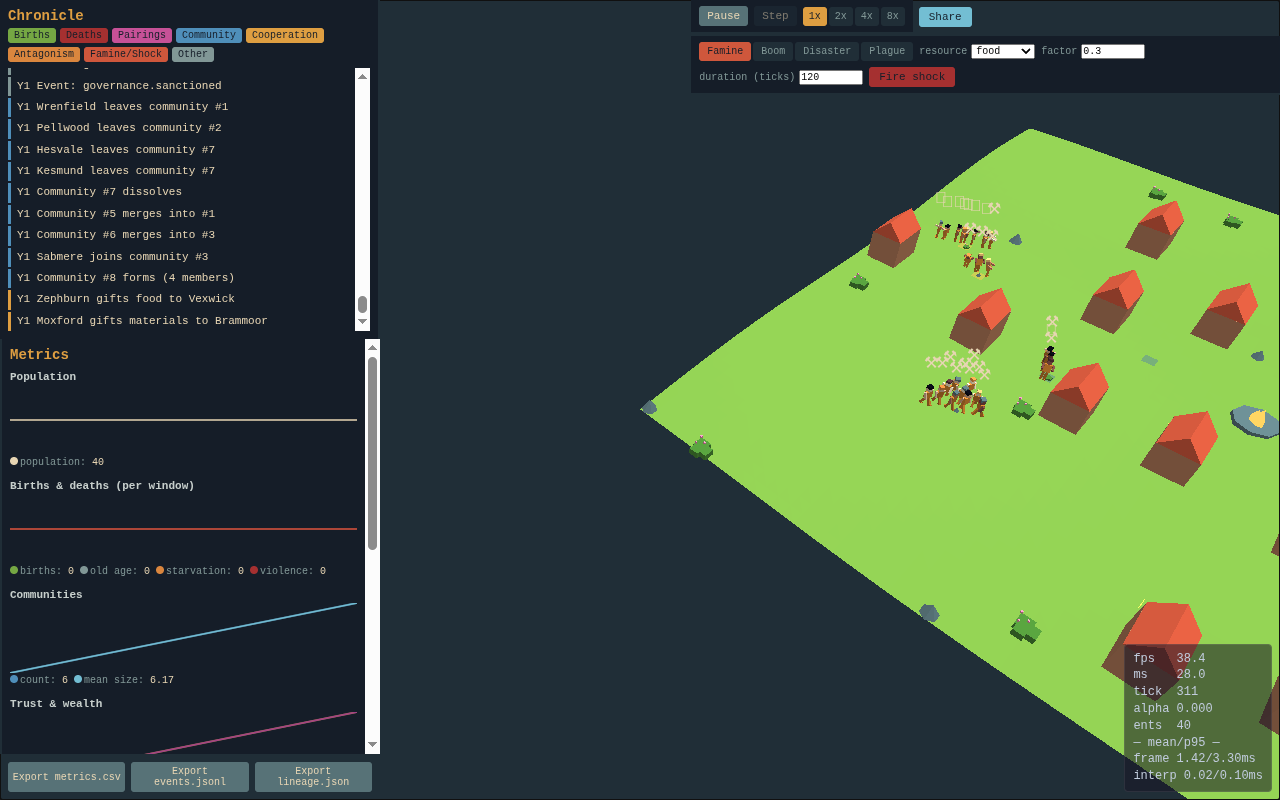 Chronicle
Births Deaths Pairings Community Cooperation
Antagonism Famine/Shock Other
Y1 Event: governance.sanctioned
Y1 Wrenfield leaves community #1
Y1 Pellwood leaves community #2
Y1 Hesvale leaves community #7
Y1 Kesmund leaves community #7
Y1 Community #7 dissolves
Y1 Community #5 merges into #1
Y1 Community #6 merges into #3
Y1 Sabmere joins community #3
Y1 Community #8 forms (4 members)
Y1 Zephburn gifts food to Vexwick
Y1 Moxford gifts materials to Brammoor
Metrics
Population
population: 40
Births & deaths (per window)
births: 0 old age: 0 starvation: 0 violence: 0
Communities
count: 6 mean size: 6.17
Trust & wealth
Export metrics.csv
Export events.jsonl
Export lineage.json
Pause Step 1x 2x 4x 8x Share
Famine Boom Disaster Plague resource food factor 0.3
duration (ticks) 120 Fire shock
fps 38.4
ms 28.0
tick 311
alpha 0.000
ents 40
— mean/p95 —
frame 1.42/3.30ms
interp 0.02/0.10ms